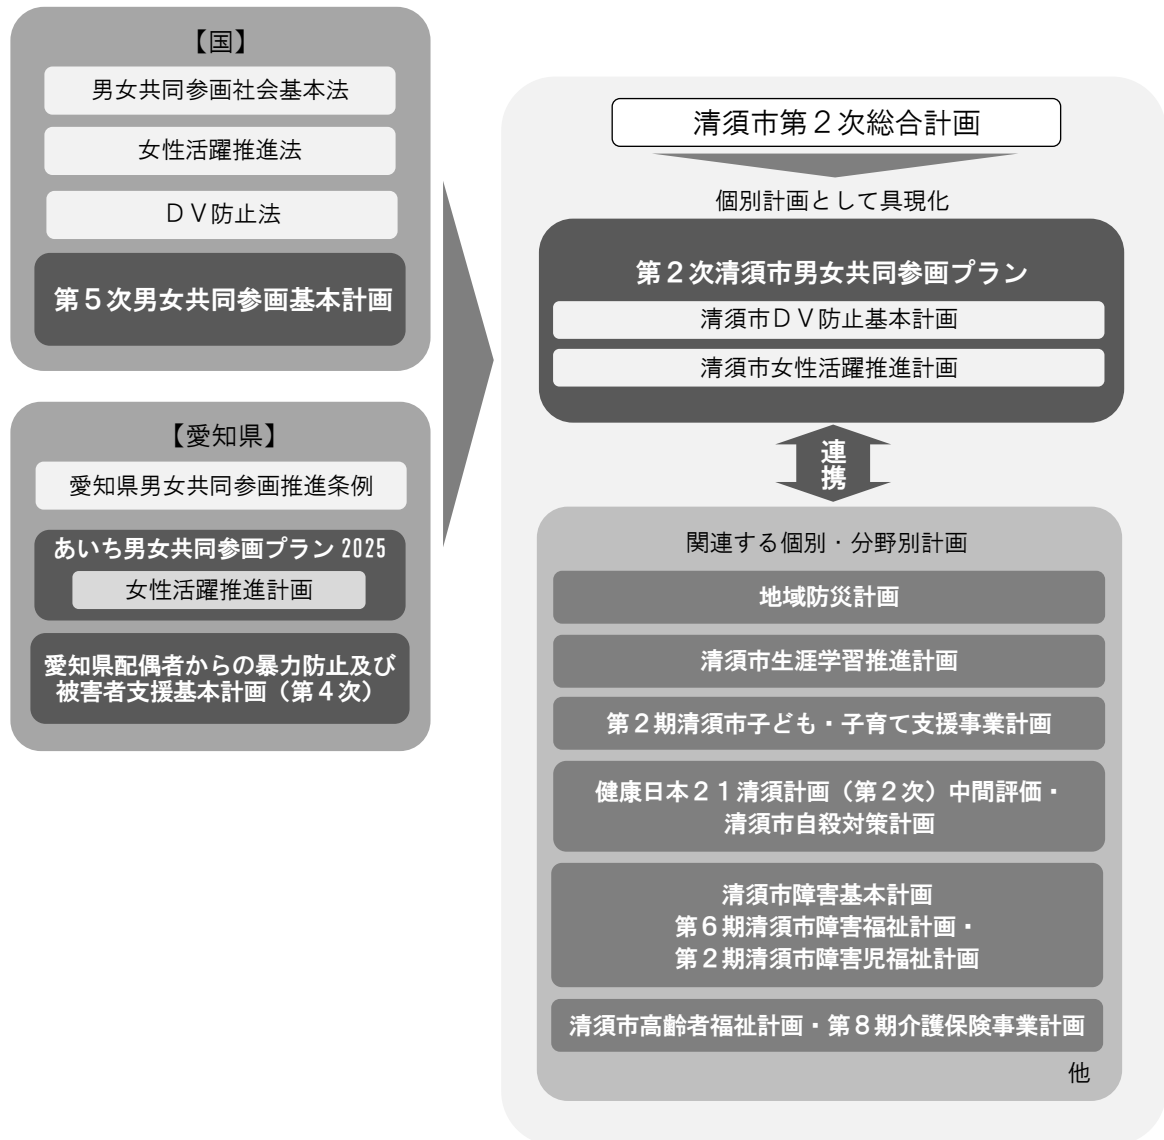 【国】
男女共同参画社会基本法
女性活躍推進法
ＤＶ防止法
第５次男女共同参画基本計画
【愛知県】
愛知県男女共同参画推進条例
あいち男女共同参画プラン2025
女性活躍推進計画
愛知県配偶者からの暴力防止及び
被害者支援基本計画（第４次）
清須市第２次総合計画
個別計画として具現化
第２次清須市男女共同参画プラン
清須市ＤＶ防止基本計画
清須市女性活躍推進計画
連
携
関連する個別・分野別計画
地域防災計画
清須市生涯学習推進計画
第２期清須市子ども・子育て支援事業計画
健康日本２１清須計画（第２次）中間評価・
清須市自殺対策計画
清須市障害基本計画
第６期清須市障害福祉計画・
第２期清須市障害児福祉計画
清須市高齢者福祉計画・第８期介護保険事業計画
他